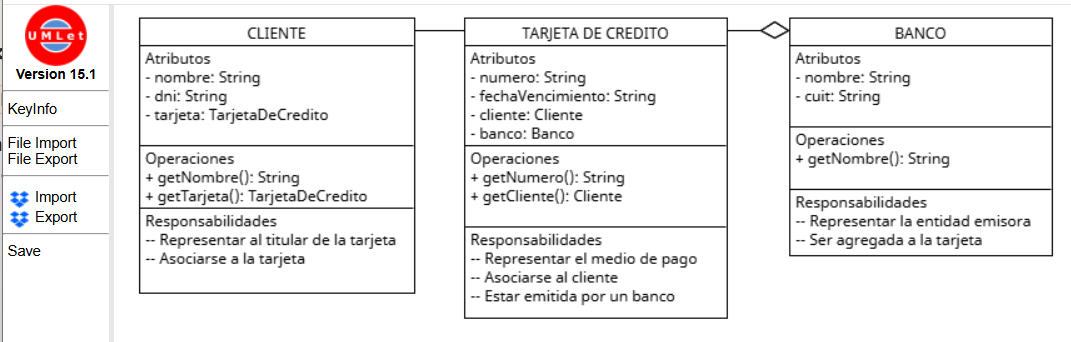 UMLet
Version 15.1
KeyInfo
File Import
File Export
Import
Export
Save
CLIENTE
Atributos
- nombre: String
- dni: String
- tarjeta: TarjetaDeCredito
Operaciones
+ getNombre(): String
+ getTarjeta(): TarjetaDeCredito
Responsabilidades
-- Representar al titular de la tarjeta
-- Asociarse a la tarjeta
TARJETA DE CREDITO
Atributos
- numero: String
- fechaVencimiento: String
- cliente: Cliente
- banco: Banco
Operaciones
+ getNumero(): String
+ getCliente(): Cliente
Responsabilidades
-- Representar el medio de pago
-- Asociarse al cliente
-- Estar emitida por un banco
BANCO
Atributos
- nombre: String
- cuit: String
Operaciones
+ getNombre(): String
Responsabilidades
-- Representar la entidad emisora
-- Ser agregada a la tarjeta